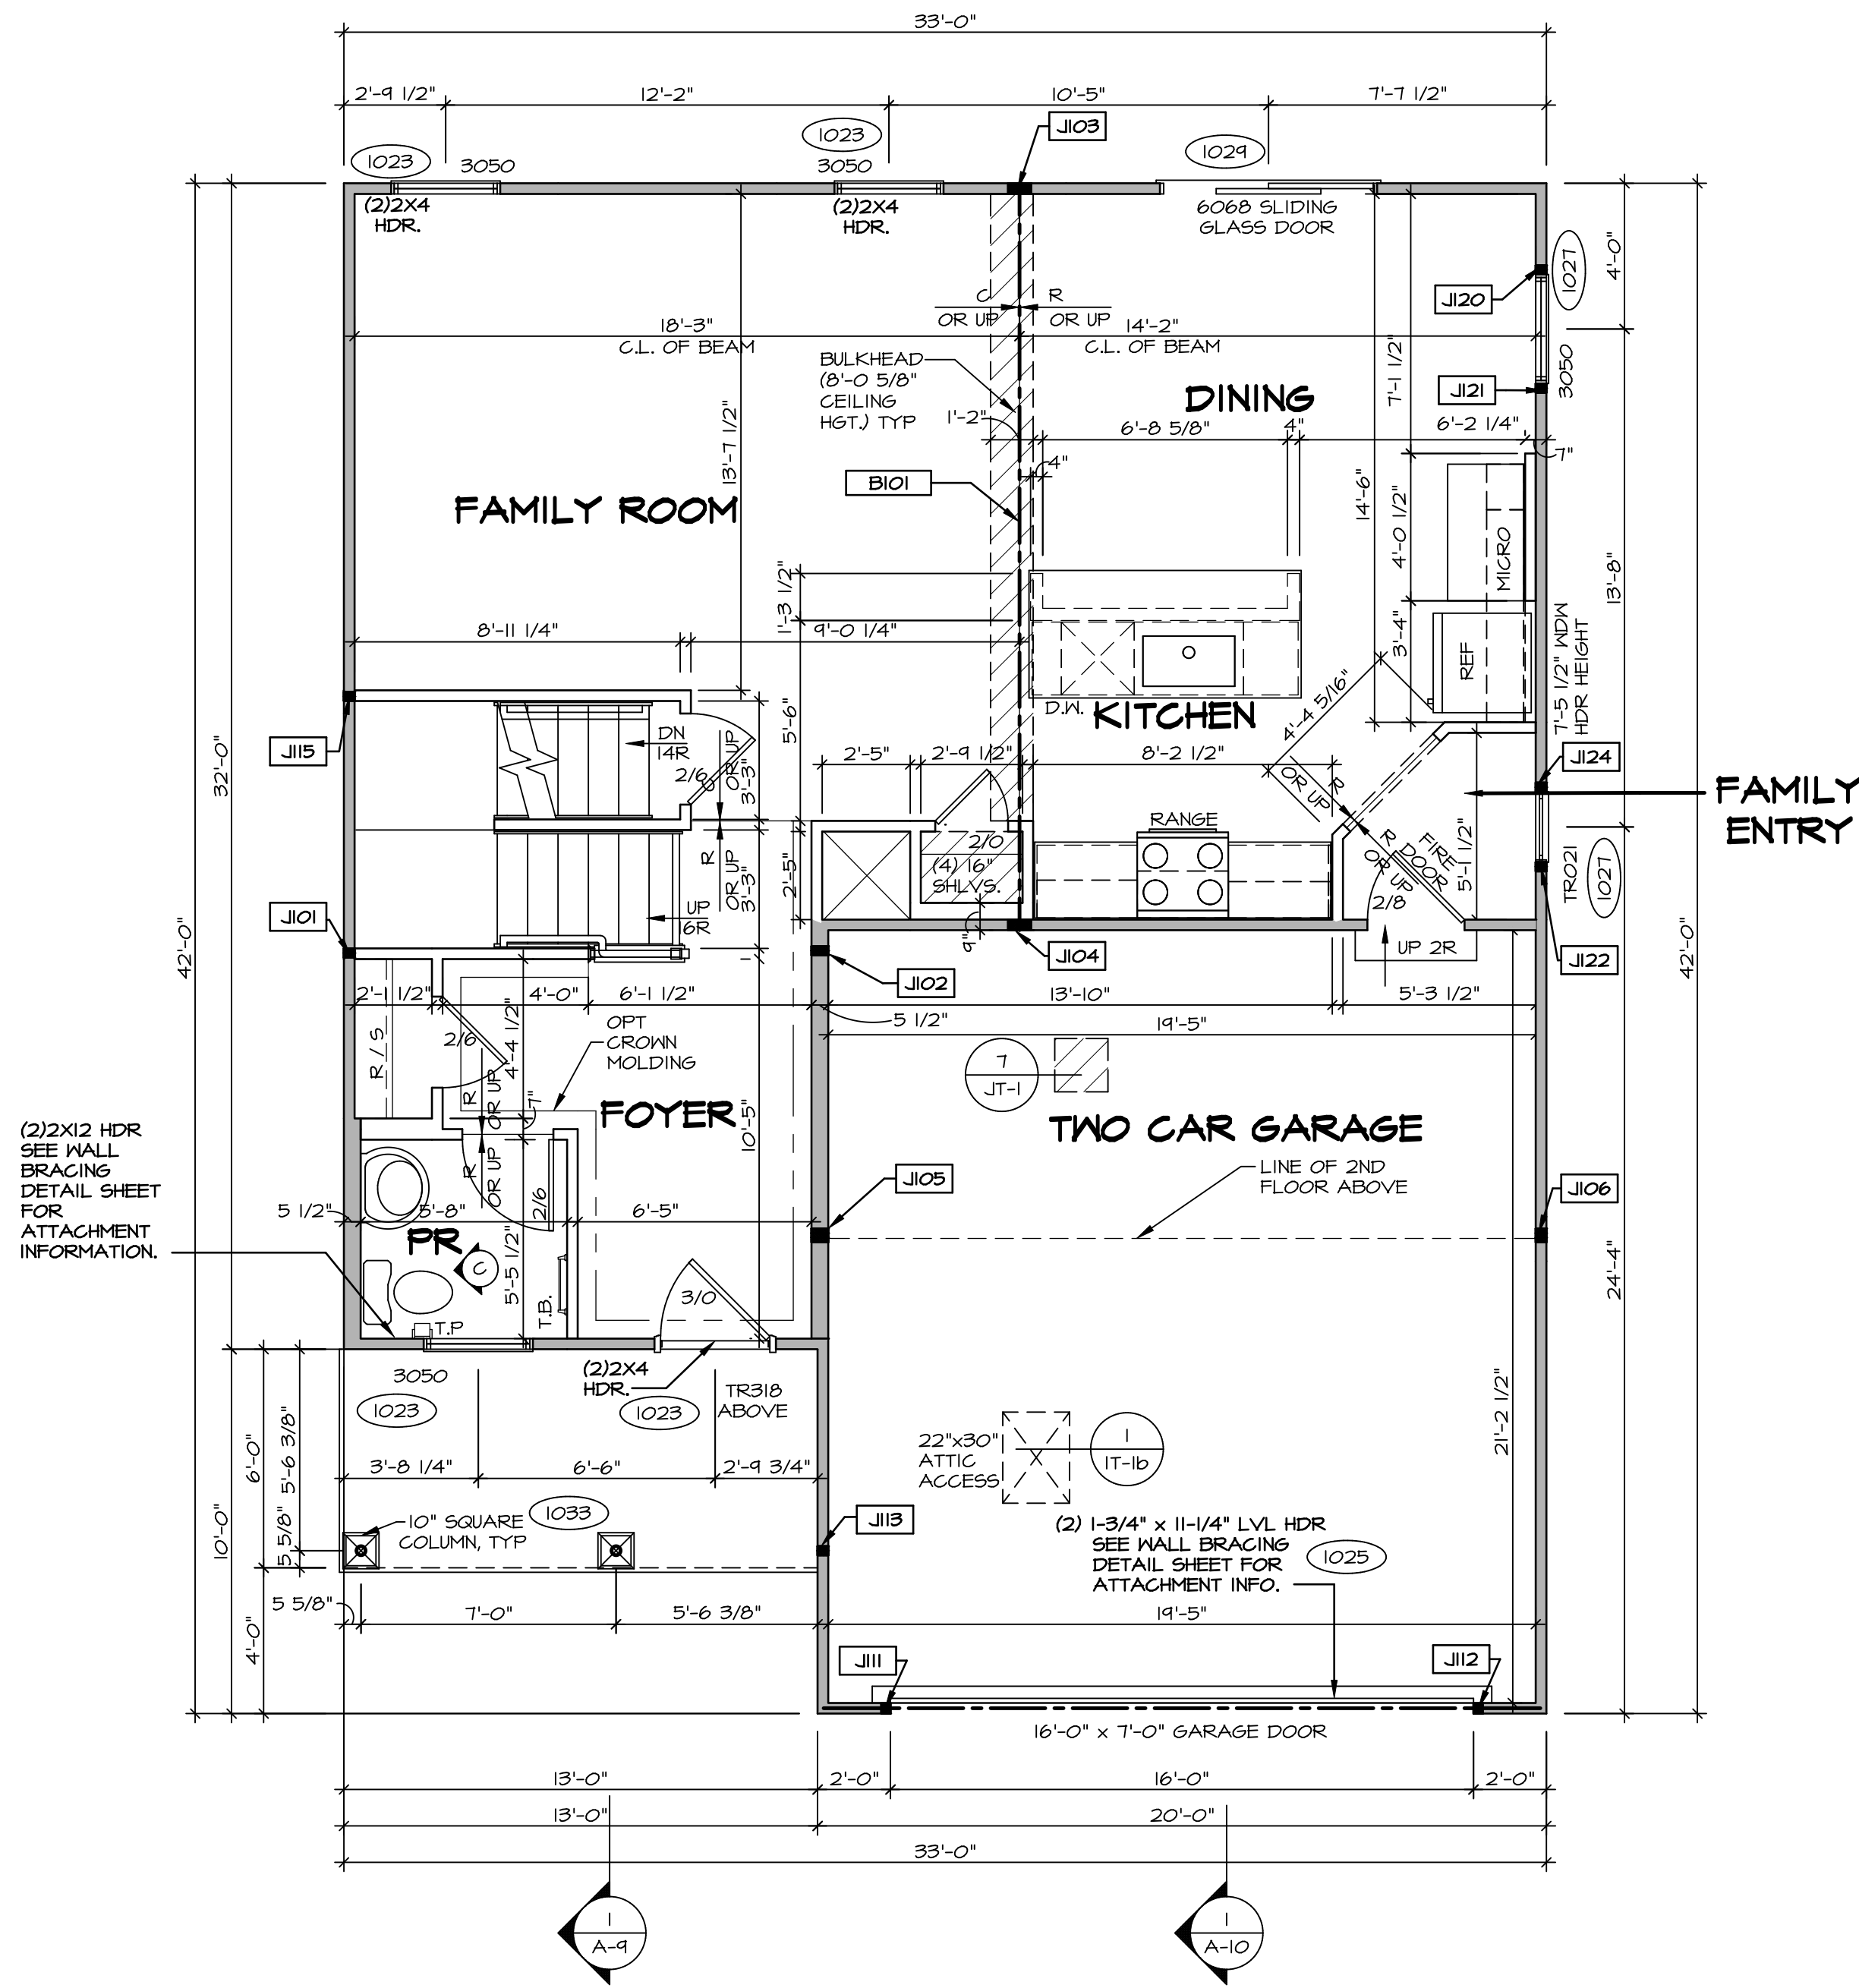 33'-0"
2'-9 1/2"
12'-2"
10'-5"
7'-7 1/2"
J103
1023
1023
1029
3050
3050
(2)2X4
HDR.
(2)2X4
HDR.
6068 SLIDING
GLASS DOOR
1027
4'-0"
J120
C
OR UP
R
OR UP
18'-3"
C.L. OF BEAM
14'-2"
C.L. OF BEAM
BULKHEAD
(8'-0 5/8"
CEILING
HGT.) TYP
1'-2"
7'-1 1/2"
J121
3050
DINING
6'-8 5/8"
4"
6'-2 1/4"
7"
13'-7 1/2"
4"
B101
FAMILY ROOM
14'-6"
4'-0 1/2"
MICRO
13'-8"
1'-3 1/2"
8'-11 1/4"
9'-0 1/4"
3'-4"
REF
7'-5 1/2" WDW
HDR HEIGHT
D.W.
KITCHEN
4'-4 5/16"
5'-6"
J115
DN
14R
2/6
C
OR UP
3'-3"
2'-5"
2'-9 1/2"
8'-2 1/2"
R
OR UP
J124
FAMILY
ENTRY
32'-0"
42'-0"
RANGE
2/0
(4) 16"
SHLVS.
2'-5"
R
OR UP
3'-3"
R
OR UP
FIRE
DOOR
5'-1 1/2"
2/8
TR021
1027
J101
UP
6R
9"
J104
UP 2R
J122
42'-0"
J102
2'-1 1/2"
4'-0"
6'-1 1/2"
13'-10"
5'-3 1/2"
5 1/2"
19'-5"
OPT
CROWN
MOLDING
R / S
2/6
4'-4 1/2"
R
OR UP
7"
7
JT-1
FOYER
10'-5"
TWO CAR GARAGE
(2)2X12 HDR
SEE WALL
BRACING
DETAIL SHEET
FOR
ATTACHMENT
INFORMATION.
R
OR UP
J105
LINE OF 2ND
FLOOR ABOVE
J106
5 1/2"
5'-8"
2/6
6'-5"
PR
C
5'-5 1/2"
T.B.
3/0
T.P
24'-4"
3050
1023
(2)2X4
HDR.
1023
TR318
ABOVE
21'-2 1/2"
22"x30"
ATTIC
ACCESS
1
IT-1b
6'-0"
5'-6 3/8"
3'-8 1/4"
6'-6"
2'-9 3/4"
10'-0"
5 5/8"
10" SQUARE
COLUMN, TYP
1033
J113
(2) 1-3/4" x 11-1/4" LVL HDR
SEE WALL BRACING
DETAIL SHEET FOR
ATTACHMENT INFO.
1025
5 5/8"
7'-0"
5'-6 3/8"
19'-5"
4'-0"
J111
J112
16'-0" x 7'-0" GARAGE DOOR
13'-0"
2'-0"
16'-0"
2'-0"
13'-0"
20'-0"
33'-0"
1
A-9
1
A-10